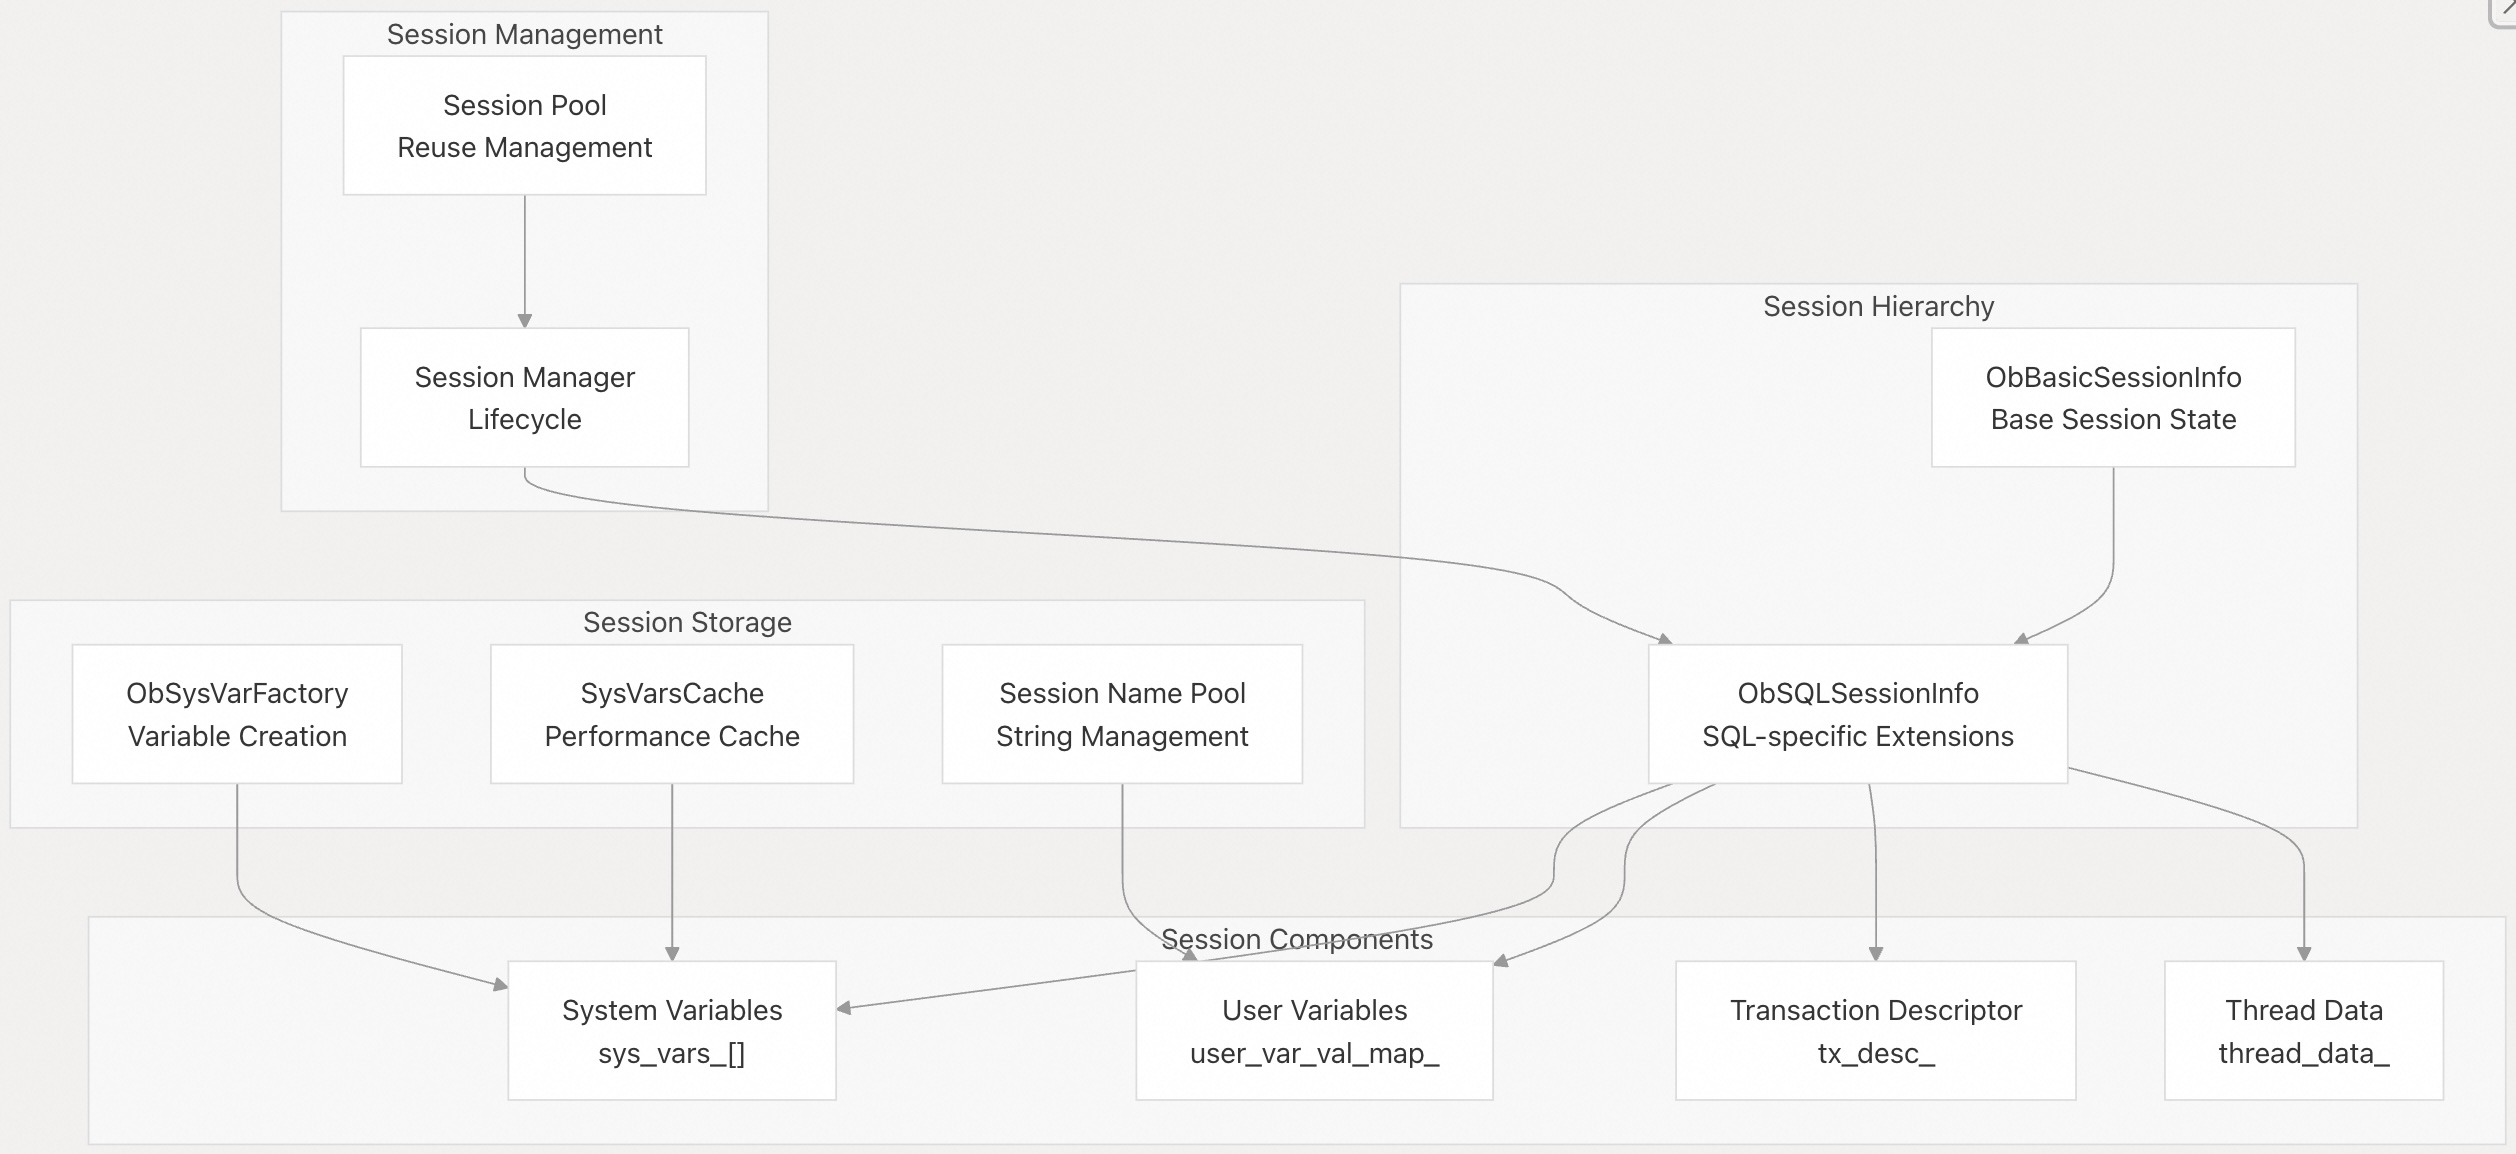 Session Management
Session Pool
Reuse Management
Session Manager
Lifecycle
Session Hierarchy
ObBasicSessionInfo
Base Session State
ObSQLSessionInfo
SQL-specific Extensions
Session Storage
ObSysVarFactory
Variable Creation
SysVarsCache
Performance Cache
Session Name Pool
String Management
Session Components
System Variables
sys_vars_[]
User Variables
user_var_val_map_
Transaction Descriptor
tx_desc_
Thread Data
thread_data_